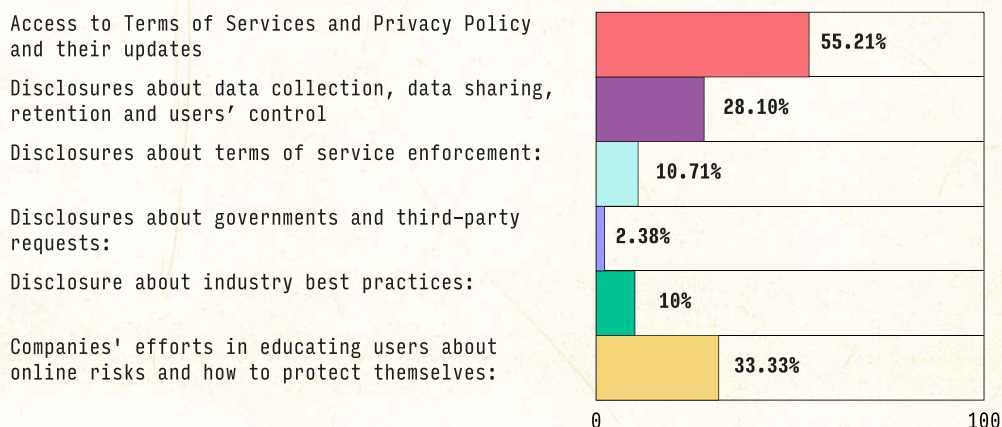 Access to Terms of Services and Privacy Policy
and their updates
55.21%
Disclosures about data collection, data sharing,
retention and users’ control
28.10%
Disclosures about terms of service enforcement:
10.71%
Disclosures about governments and third-party
requests:
2.38%
Disclosure about industry best practices:
10%
Companies' efforts in educating users about
online risks and how to protect themselves:
33.33%
0
100